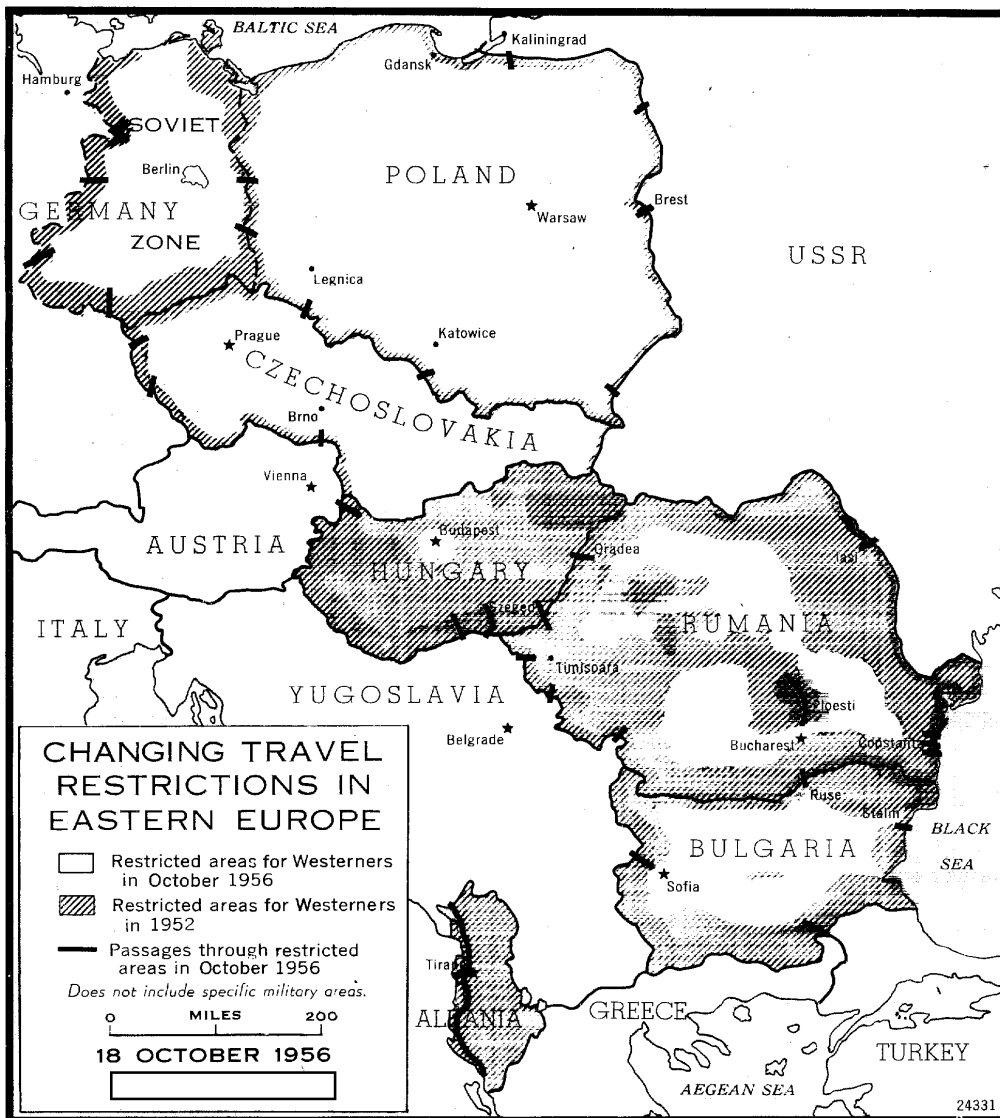 BALTIC SEA
Kaliningrad
Gdansk
Hamburg
SOVIET
Berlin
POLAND
Warsaw
Brest
GERMANY
ZONE
USSR
Legnica
Prague
Katowice
CZECHOSLOVAKIA
Brno
Vienna
Budapest
AUSTRIA
HUNGARY
Oradea
Iasi
Szeged
ITALY
RUMANIA
Timisoara
YUGOSLAVIA
Ploesti
Belgrade
Bucharest
Constanta
Ruse
Stalin
BLACK
SEA
BULGARIA
Sofia
CHANGING TRAVEL
RESTRICTIONS IN
EASTERN EUROPE
Restricted areas for Westerners
in October 1956
Restricted areas for Westerners
in 1952
Passages through restricted
areas in October 1956
Does not include specific military areas.
0 MILES 200
18 OCTOBER 1956
Tirane
ALBANIA
GREECE
TURKEY
AEGEAN SEA
24331